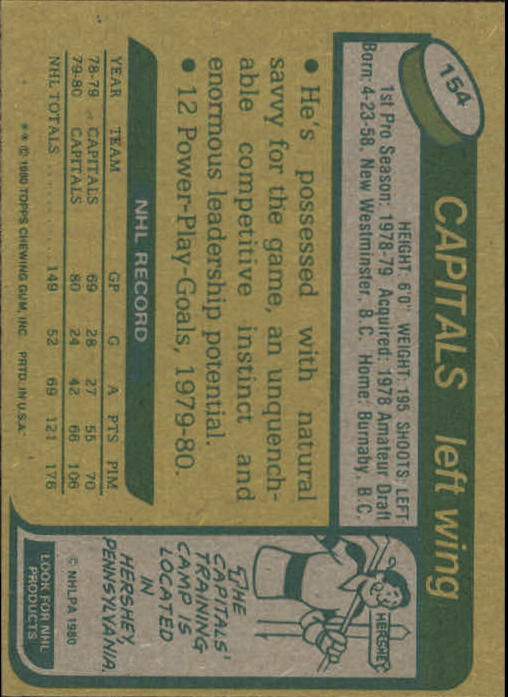 154
CAPITALS left wing
HEIGHT: 6'0" WEIGHT: 195 SHOOTS: LEFT
1st Pro Season: 1978-79 Acquired: 1978 Amateur Draft
Born: 4-23-58, New Westminster, B.C. Home: Burnaby, B.C.
• He's possessed with natural
savvy for the game, an unquench-
able competitive instinct and
enormous leadership potential.
• 12 Power-Play-Goals, 1979-80.
NHL RECORD
YEAR TEAM GP G A PTS PIM
78-79 CAPITALS 69 28 27 55 70
79-80 CAPITALS 80 24 42 66 106
NHL TOTALS 149 52 69 121 176
** © 1980 TOPPS CHEWING GUM, INC. PRTD. IN U.S.A.
HERSHEY
THE
CAPITALS'
TRAINING
CAMP IS
LOCATED
IN
HERSHEY,
PENNSYLVANIA.
© NHLPA 1980
LOOK FOR NHL
PRODUCTS